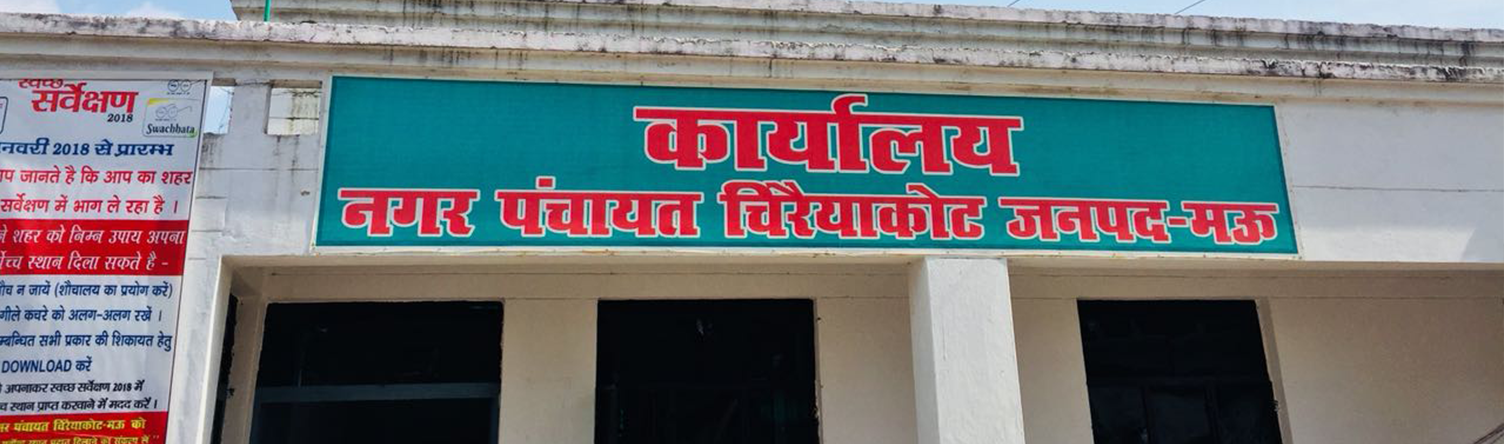 स्वच्छ
सर्वेक्षण
2018
Swachhata
नवरी 2018 से प्रारम्भ
प जानते है कि आप का शहर
सर्वेक्षण में भाग ले रहा है ।
शहर को निम्न उपाय अपना
स्थान दिला सकते है -
न जायें (शौचालय का प्रयोग करें)
गीले कचरे को अलग-अलग रखें ।
म्बन्धित सभी प्रकार की शिकायत हेतु
DOWNLOAD करें
अपनाकर स्वच्छ सर्वेक्षण 2018 में
स्थान प्राप्त करवाने में मदद करें ।
पंचायत चिरैयाकोट-मऊ को
कार्यालय
नगर पंचायत चिरैयाकोट जनपद-मऊ